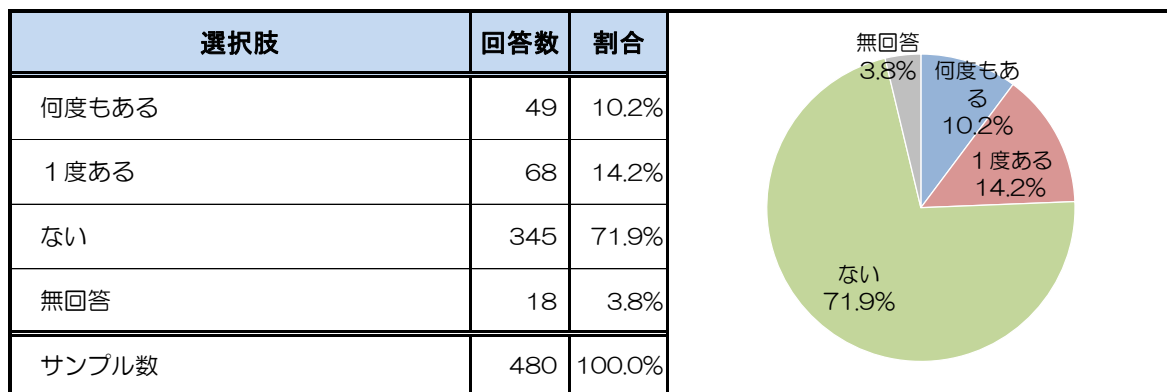 選択肢 回答数 割合
何度もある 49 10.2%
１度ある 68 14.2%
ない 345 71.9%
無回答 18 3.8%
サンプル数 480 100.0%
無回答
3.8%
何度もあ
る
10.2%
１度ある
14.2%
ない
71.9%